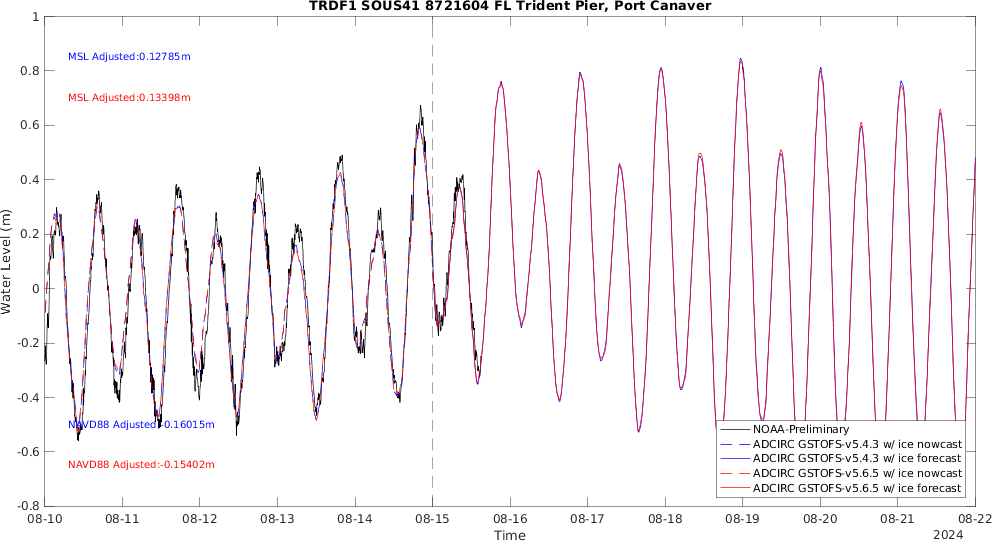 TRDF1 SOUS41 8721604 FL Trident Pier, Port Canaver
1
0.8
0.6
0.4
0.2
0
-0.2
-0.4
-0.6
-0.8
Water Level (m)
MSL Adjusted:0.12785m
MSL Adjusted:0.13398m
NAVD88 Adjusted:-0.16015m
NAVD88 Adjusted:-0.15402m
NOAA-Preliminary
ADCIRC GSTOFS-v5.4.3 w/ ice nowcast
ADCIRC GSTOFS-v5.4.3 w/ ice forecast
ADCIRC GSTOFS-v5.6.5 w/ ice nowcast
ADCIRC GSTOFS-v5.6.5 w/ ice forecast
08-10 08-11 08-12 08-13 08-14 08-15 08-16 08-17 08-18 08-19 08-20 08-21 08-22
Time
2024